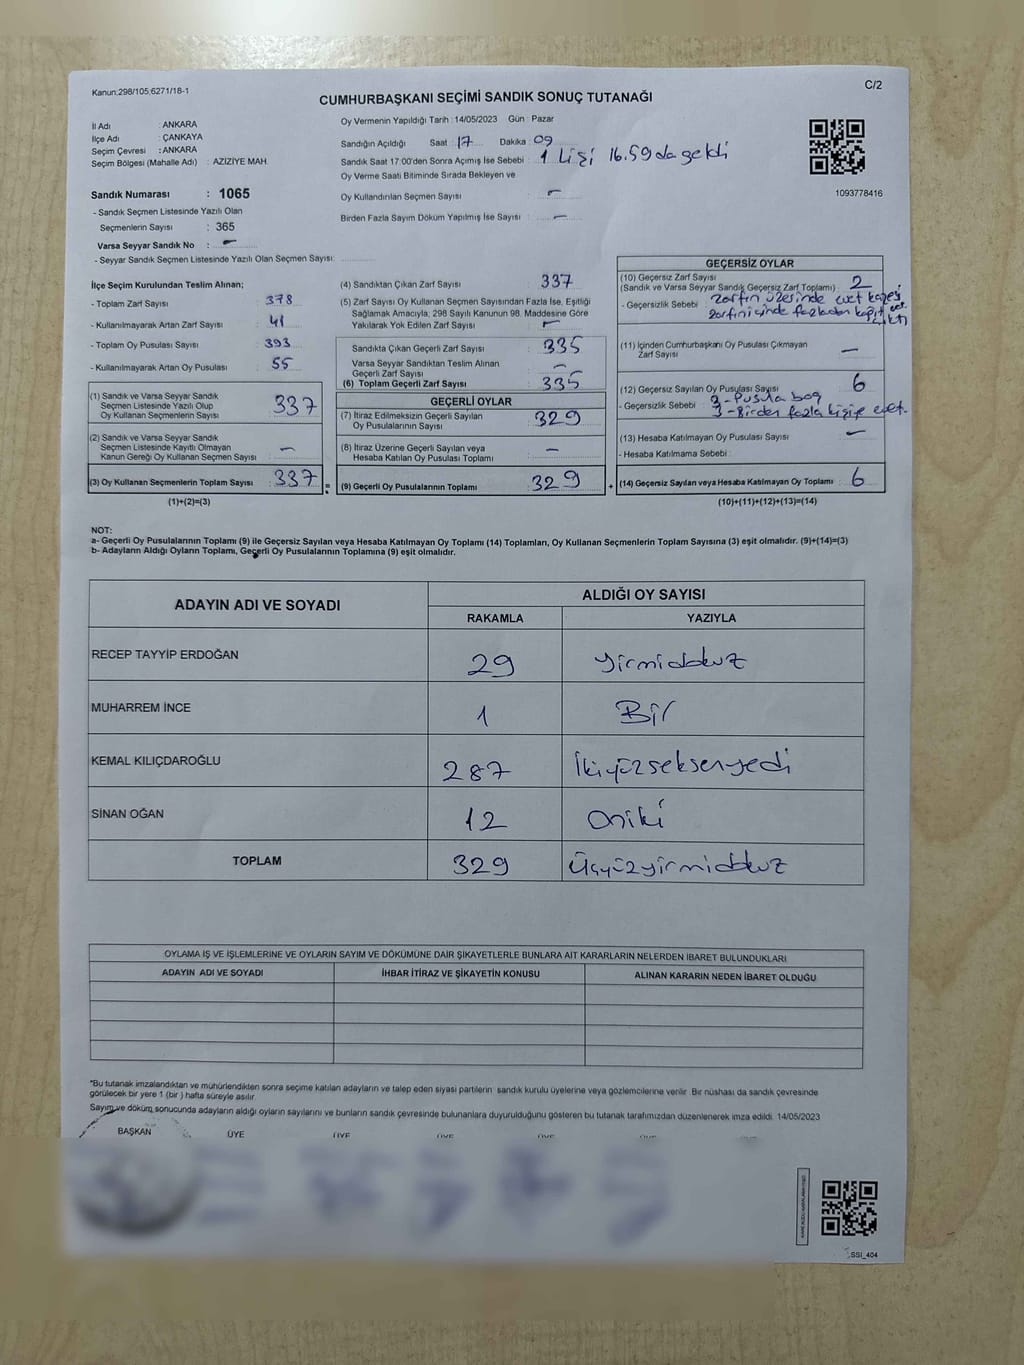 Kanun:298/105;6271/18-1
C/2
CUMHURBAŞKANI SEÇİMİ SANDIK SONUÇ TUTANAĞI
İl Adı : ANKARA
İlçe Adı : ÇANKAYA
Seçim Çevresi : ANKARA
Seçim Bölgesi (Mahalle Adı) : AZİZİYE MAH.
Sandık Numarası : 1065
- Sandık Seçmen Listesinde Yazılı Olan
Seçmenlerin Sayısı : 365
Varsa Seyyar Sandık No : -
- Seyyar Sandık Seçmen Listesinde Yazılı Olan Seçmen Sayısı:
Oy Vermenin Yapıldığı Tarih : 14/05/2023 Gün : Pazar
Sandığın Açıldığı Saat 17 Dakika 09
Sandık Saat 17:00'den Sonra Açımış İse Sebebi : 1 kişi 16.59 da geldi
Oy Verme Saati Bitiminde Sırada Bekleyen ve
Oy Kullandırılan Seçmen Sayısı : -
Birden Fazla Sayım Döküm Yapılmış İse Sayısı : -
1093778416
İlçe Seçim Kurulundan Teslim Alınan;
- Toplam Zarf Sayısı : 378
- Kullanılmayarak Artan Zarf Sayısı : 41
- Toplam Oy Pusulası Sayısı : 393
- Kullanılmayarak Artan Oy Pusulası : 55
(1) Sandık ve Varsa Seyyar Sandık
Seçmen Listesinde Yazılı Olup
Oy Kullanan Seçmenlerin Sayısı : 337
(2) Sandık ve Varsa Seyyar Sandık
Seçmen Listesinde Kayıtlı Olmayan
Kanun Gereği Oy Kullanan Seçmen Sayısı : -
(3) Oy Kullanan Seçmenlerin Toplam Sayısı : 337
(1)+(2)=(3)
(4) Sandıktan Çıkan Zarf Sayısı : 337
(5) Zarf Sayısı Oy Kullanan Seçmen Sayısından Fazla İse, Eşitliği
Sağlamak Amacıyla; 298 Sayılı Kanunun 98. Maddesine Göre
Yakılarak Yok Edilen Zarf Sayısı : -
Sandıkta Çıkan Geçerli Zarf Sayısı : 335
Varsa Seyyar Sandıktan Teslim Alınan
Geçerli Zarf Sayısı : -
(6) Toplam Geçerli Zarf Sayısı : 335
GEÇERLİ OYLAR
(7) İtiraz Edilmeksizin Geçerli Sayılan
Oy Pusulalarının Sayısı : 329
(8) İtiraz Üzerine Geçerli Sayılan veya
Hesaba Katılan Oy Pusulası Toplamı : -
(9) Geçerli Oy Pusulalarının Toplamı : 329
GEÇERSİZ OYLAR
(10) Geçersiz Zarf Sayısı
(Sandık ve Varsa Seyyar Sandık Geçersiz Zarf Toplamı) : 2
- Geçersizlik Sebebi : zarfın üzerinde evet kaşesi
zarfın içinde fazladan kağıt
çıktı
(11) İçinden Cumhurbaşkanı Oy Pusulası Çıkmayan
Zarf Sayısı : -
(12) Geçersiz Sayılan Oy Pusulası Sayısı : 6
- Geçersizlik Sebebi : 3-Pusula boş
3-Birden fazla kişiye evet.
(13) Hesaba Katılmayan Oy Pusulası Sayısı : -
- Hesaba Katılmama Sebebi :
(14) Geçersiz Sayılan veya Hesaba Katılmayan Oy Toplamı : 6
(10)+(11)+(12)+(13)=(14)
NOT:
a- Geçerli Oy Pusulalarının Toplamı (9) ile Geçersiz Sayılan veya Hesaba Katılmayan Oy Toplamı (14) Toplamları, Oy Kullanan Seçmenlerin Toplam Sayısına (3) eşit olmalıdır. (9)+(14)=(3)
b- Adayların Aldığı Oyların Toplamı, Geçerli Oy Pusulalarının Toplamına (9) eşit olmalıdır.
ADAYIN ADI VE SOYADI
ALDIĞI OY SAYISI
RAKAMLA YAZIYLA
RECEP TAYYİP ERDOĞAN 29 yirmidokuz
MUHARREM İNCE 1 Bir
KEMAL KILIÇDAROĞLU 287 İkiyüzseksenyedi
SİNAN OĞAN 12 Oniki
TOPLAM 329 Üçyüzyirmidokuz
OYLAMA İŞ VE İŞLEMLERİNE VE OYLARIN SAYIM VE DÖKÜMÜNE DAİR ŞİKAYETLERLE BUNLARA AİT KARARLARIN NELERDEN İBARET BULUNDUKLARI
ADAYIN ADI VE SOYADI İHBAR İTİRAZ VE ŞİKAYETİN KONUSU ALINAN KARARIN NEDEN İBARET OLDUĞU
*Bu tutanak imzalandıktan ve mühürlendikten sonra seçime katılan adayların ve talep eden siyasi partilerin sandık kurulu üyelerine veya gözlemcilerine verilir. Bir nüshası da sandık çevresinde
görülecek bir yere 1 (bir ) hafta süreyle asılır.
Sayım ve döküm sonucunda adayların aldığı oyların sayılarını ve bunların sandık çevresinde bulunanlara duyurulduğunu gösteren bu tutanak tarafımızdan düzenlenerek imza edildi. 14/05/2023
BAŞKAN ÜYE ÜYE ÜYE ÜYE ÜYE
SSİ_404